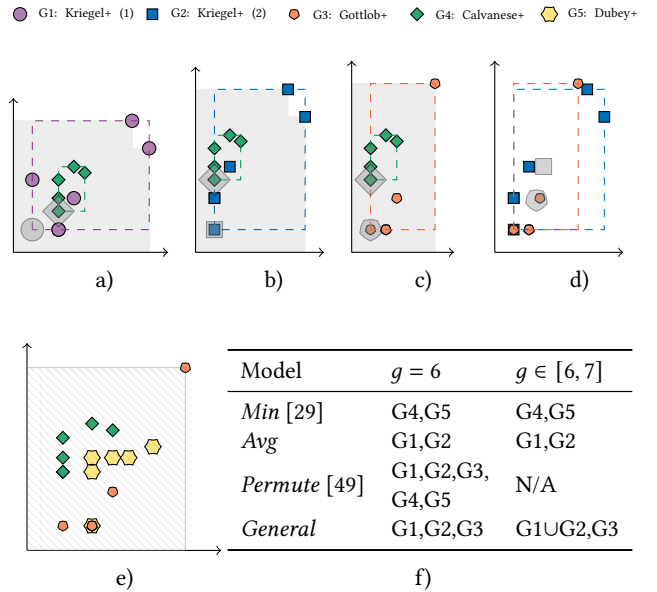 G1: Kriegel+ (1) G2: Kriegel+ (2) G3: Gottlob+ G4: Calvanese+ G5: Dubey+
a) b) c) d)
Model g = 6 g ∈ [6, 7]
Min [29] G4,G5 G4,G5
Avg G1,G2 G1,G2
Permute [49] G1,G2,G3, G4,G5 N/A
General G1,G2,G3 G1∪G2,G3
e) f)